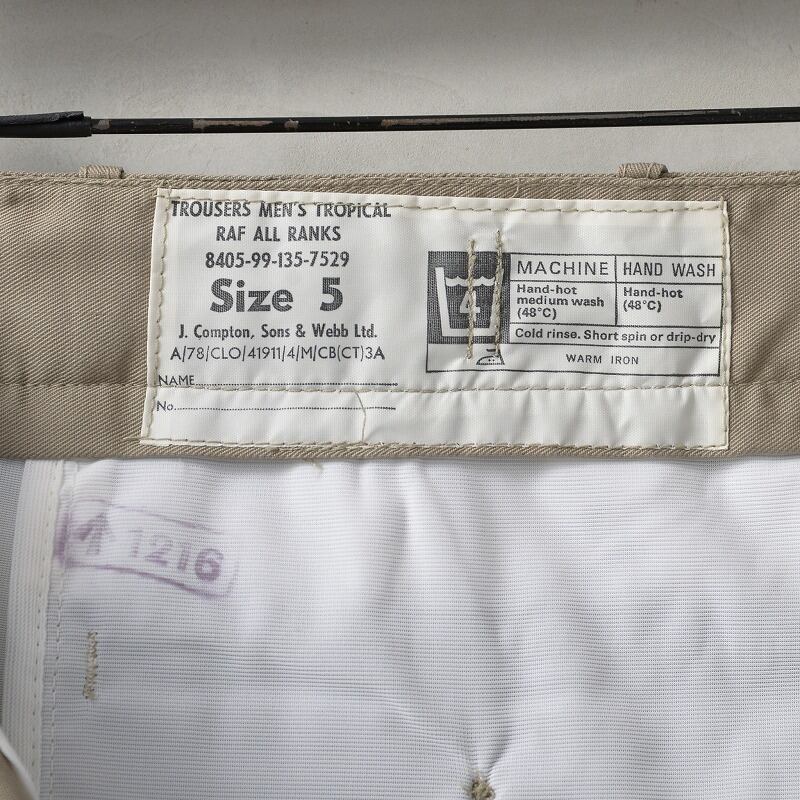 TROUSERS MEN'S TROPICAL
RAF ALL RANKS
8405-99-135-7529
Size 5
J. Compton, Sons & Webb Ltd.
A/78/CLO/41911/4/M/CB(CT)3A
NAME
No.
4
MACHINE
Hand-hot
medium wash
(48°C)
HAND WASH
Hand-hot
(48°C)
Cold rinse. Short spin or drip-dry
WARM IRON
1216